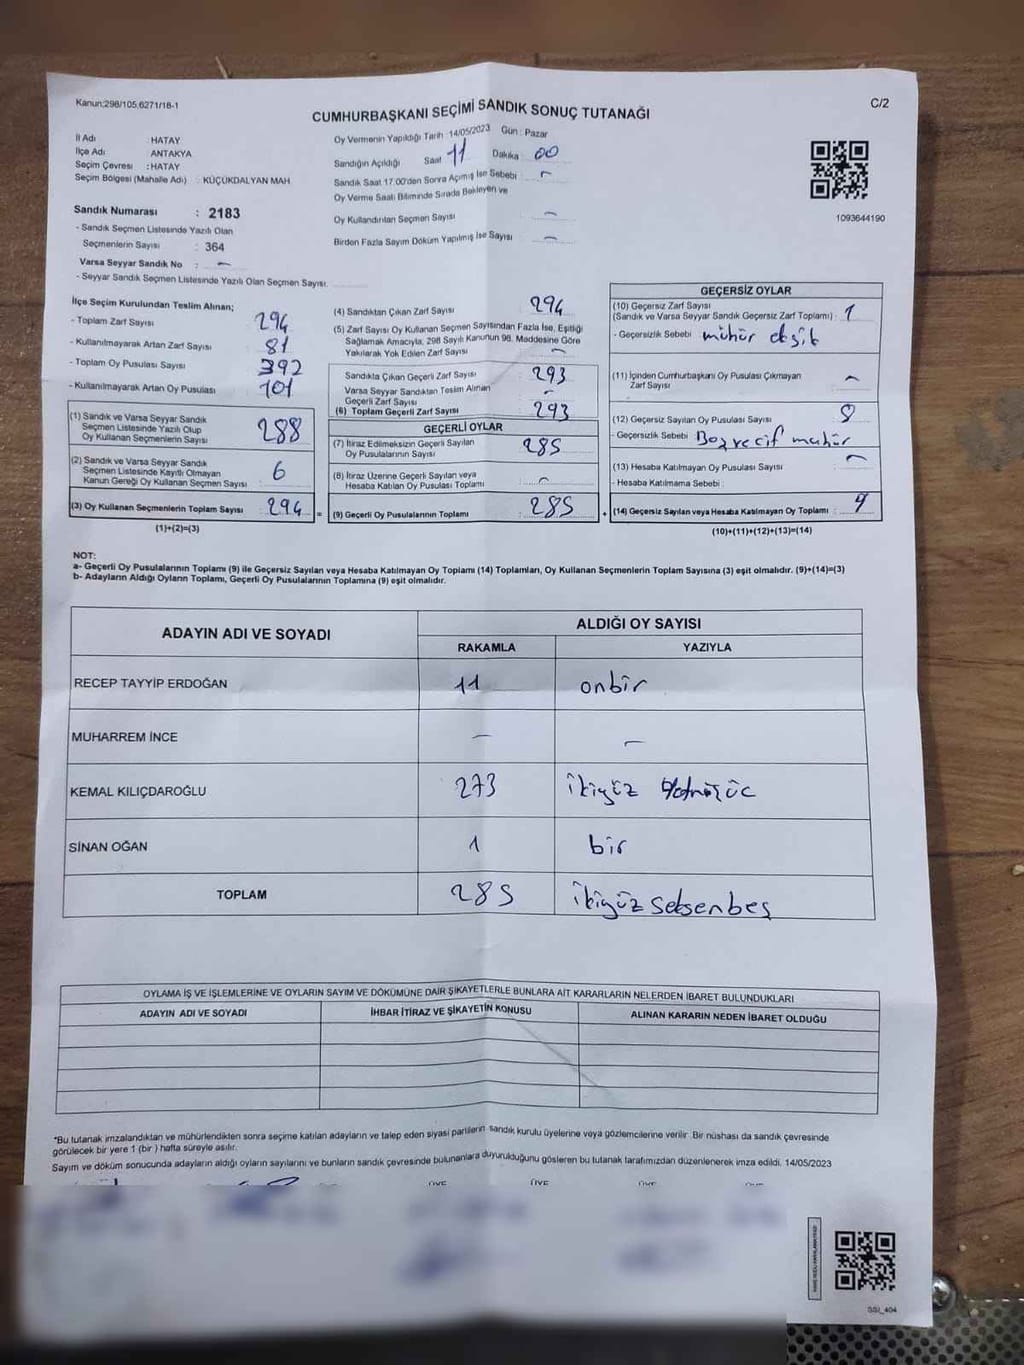 Kanun:298/105,6271/18-1
C/2
CUMHURBAŞKANI SEÇİMİ SANDIK SONUÇ TUTANAĞI
İl Adı : HATAY
İlçe Adı : ANTAKYA
Seçim Çevresi : HATAY
Seçim Bölgesi (Mahalle Adı) : KÜÇÜKDALYAN MAH
Sandık Numarası : 2183
- Sandık Seçmen Listesinde Yazılı Olan
Seçmenlerin Sayısı : 364
Varsa Seyyar Sandık No : -
- Seyyar Sandık Seçmen Listesinde Yazılı Olan Seçmen Sayısı:
Oy Vermenin Yapıldığı Tarih : 14/05/2023 Gün : Pazar
Sandığın Açıldığı Saat 11 Dakika : 00
Sandık Saat 17.00'den Sonra Açımış İse Sebebi : -
Oy Verme Saati Bitiminde Sırada Bekleyen ve
Oy Kullandırılan Seçmen Sayısı -
Birden Fazla Sayım Döküm Yapılmış İse Sayısı -
1093644190
İlçe Seçim Kurulundan Teslim Alınan;
- Toplam Zarf Sayısı 294
- Kullanılmayarak Artan Zarf Sayısı 81
- Toplam Oy Pusulası Sayısı 392
- Kullanılmayarak Artan Oy Pusulası 101
(1) Sandık ve Varsa Seyyar Sandık
Seçmen Listesinde Yazılı Olup
Oy Kullanan Seçmenlerin Sayısı 288
(2) Sandık ve Varsa Seyyar Sandık
Seçmen Listesinde Kayıtlı Olmayan
Kanun Gereği Oy Kullanan Seçmen Sayısı 6
(3) Oy Kullanan Seçmenlerin Toplam Sayısı 294 =
(1)+(2)=(3)
(4) Sandıktan Çıkan Zarf Sayısı 294
(5) Zarf Sayısı Oy Kullanan Seçmen Sayısından Fazla İse, Eşitliği
Sağlamak Amacıyla, 298 Sayılı Kanunun 98. Maddesine Göre
Yakılarak Yok Edilen Zarf Sayısı -
Sandıkta Çıkan Geçerli Zarf Sayısı 293
Varsa Seyyar Sandıktan Teslim Alınan
Geçerli Zarf Sayısı -
(6) Toplam Geçerli Zarf Sayısı 293
GEÇERLİ OYLAR
(7) İtiraz Edilmeksizin Geçerli Sayılan
Oy Pusulalarının Sayısı 285
(8) İtiraz Üzerine Geçerli Sayılan veya
Hesaba Katılan Oy Pusulası Toplamı -
(9) Geçerli Oy Pusulalarının Toplamı 285 +
GEÇERSİZ OYLAR
(10) Geçersiz Zarf Sayısı
(Sandık ve Varsa Seyyar Sandık Geçersiz Zarf Toplamı) : 1
- Geçersizlik Sebebi mühür eksik
(11) İçinden Cumhurbaşkanı Oy Pusulası Çıkmayan
Zarf Sayısı -
(12) Geçersiz Sayılan Oy Pusulası Sayısı 8
- Geçersizlik Sebebi mühür
(13) Hesaba Katılmayan Oy Pusulası Sayısı -
- Hesaba Katılmama Sebebi :
(14) Geçersiz Sayılan veya Hesaba Katılmayan Oy Toplamı : 9
(10)+(11)+(12)+(13)=(14)
NOT:
a- Geçerli Oy Pusulalarının Toplamı (9) ile Geçersiz Sayılan veya Hesaba Katılmayan Oy Toplamı (14) Toplamları, Oy Kullanan Seçmenlerin Toplam Sayısına (3) eşit olmalıdır. (9)+(14)=(3)
b- Adayların Aldığı Oyların Toplamı, Geçerli Oy Pusulalarının Toplamına (9) eşit olmalıdır.
ADAYIN ADI VE SOYADI
ALDIĞI OY SAYISI
RAKAMLA YAZIYLA
RECEP TAYYİP ERDOĞAN 11 onbir
MUHARREM İNCE - -
KEMAL KILIÇDAROĞLU 273 ikiyüz
SİNAN OĞAN 1 bir
TOPLAM 285 ikiyüz seksenbeş
OYLAMA İŞ VE İŞLEMLERİNE VE OYLARIN SAYIM VE DÖKÜMÜNE DAİR ŞİKAYETLERLE BUNLARA AİT KARARLARIN NELERDEN İBARET BULUNDUKLARI
ADAYIN ADI VE SOYADI İHBAR İTİRAZ VE ŞİKAYETİN KONUSU ALINAN KARARIN NEDEN İBARET OLDUĞU
*Bu tutanak imzalandıktan ve mühürlendikten sonra seçime katılan adayların ve talep eden siyasi partilerin sandık kurulu üyelerine veya gözlemcilerine verilir. Bir nüshası da sandık çevresinde
görülecek bir yere 1 (bir ) hafta süreyle asılır.
Sayım ve döküm sonucunda adayların aldığı oyların sayılarını ve bunların sandık çevresinde bulunanlara duyurulduğunu gösteren bu tutanak tarafımızdan düzenlenerek imza edildi. 14/05/2023
ÜYE ÜYE ÜYE ÜYE
SSI_404